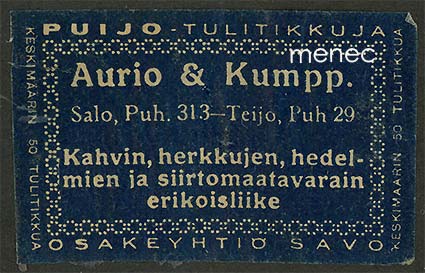 PUIJO-TULITIKKUJA
menec
KESKIMÄÄRIN 50 TULITIKKUA
Aurio & Kumpp.
Salo, Puh. 313—Teijo, Puh 29
Kahvin, herkkujen, hedel-
mien ja siirtomaatavarain
erikoisliike
KESKIMÄÄRIN 50 TULITIKKUA
OSAKEYHTIÖ SAVO